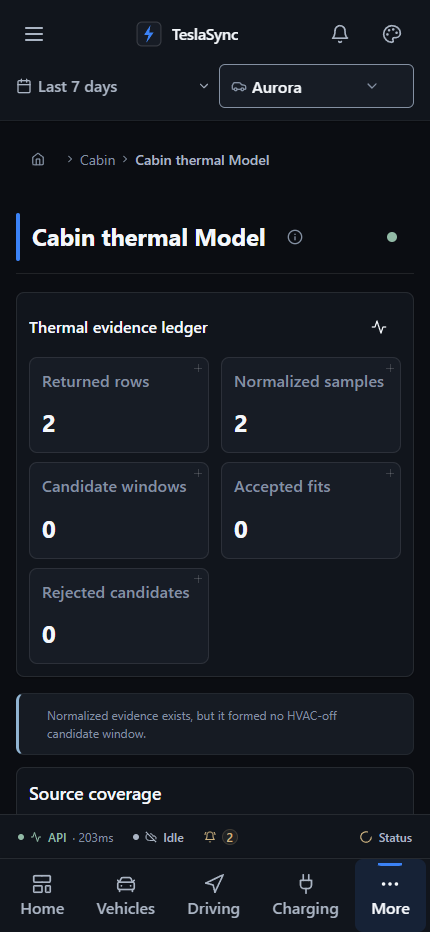 TeslaSync
Last 7 days
Aurora
Cabin
Cabin thermal Model
Cabin thermal Model
Thermal evidence ledger
Returned rows
2
Normalized samples
2
Candidate windows
0
Accepted fits
0
Rejected candidates
0
Normalized evidence exists, but it formed no HVAC-off
candidate window.
Source coverage
API · 203ms
Idle
2
Status
Home
Vehicles
Driving
Charging
More